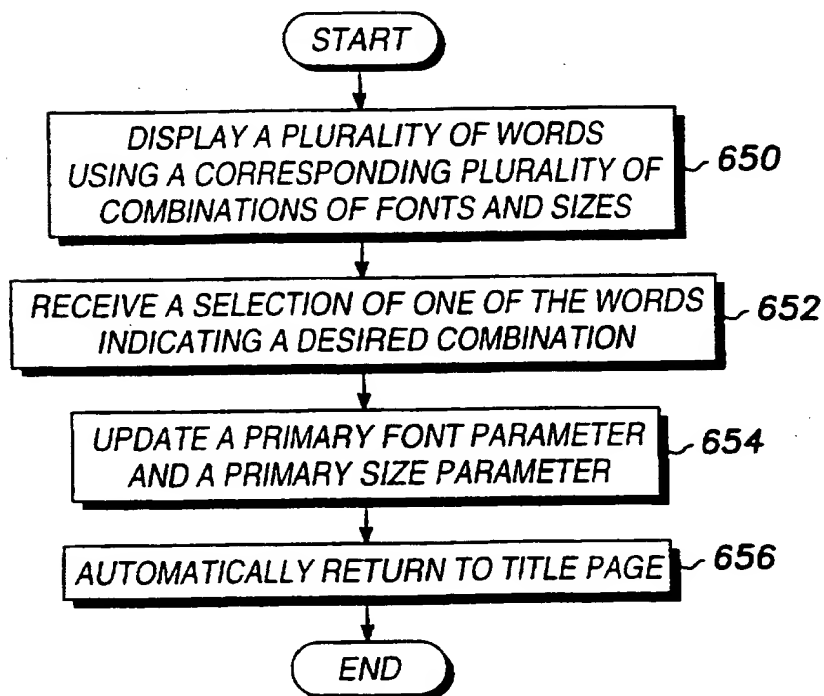 START
DISPLAY A PLURALITY OF WORDS
USING A CORRESPONDING PLURALITY OF
COMBINATIONS OF FONTS AND SIZES
650
RECEIVE A SELECTION OF ONE OF THE WORDS
INDICATING A DESIRED COMBINATION
652
UPDATE A PRIMARY FONT PARAMETER
AND A PRIMARY SIZE PARAMETER
654
AUTOMATICALLY RETURN TO TITLE PAGE
656
END